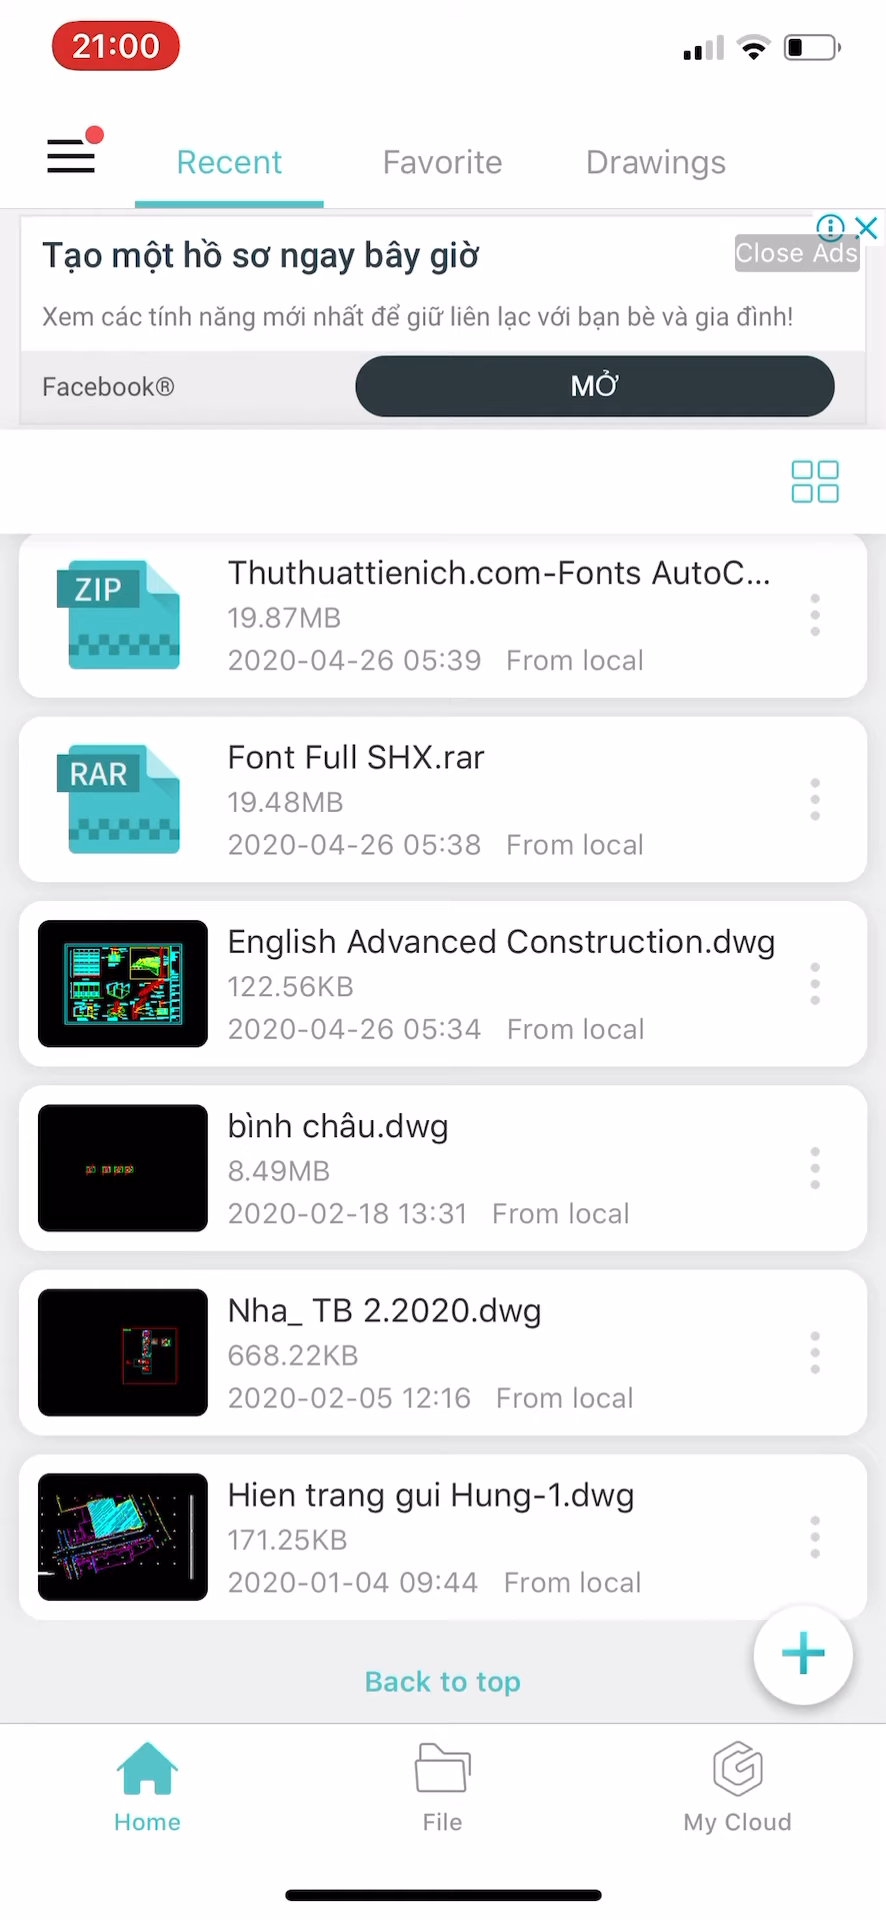 21:00
Recent
Favorite
Drawings
Tạo một hồ sơ ngay bây giờ
Close Ads
Xem các tính năng mới nhất để giữ liên lạc với bạn bè và gia đình!
Facebook®
MỞ
ZIP
Thuthuattienich.com-Fonts AutoC...
19.87MB
2020-04-26 05:39 From local
RAR
Font Full SHX.rar
19.48MB
2020-04-26 05:38 From local
English Advanced Construction.dwg
122.56KB
2020-04-26 05:34 From local
bình châu.dwg
8.49MB
2020-02-18 13:31 From local
Nha_ TB 2.2020.dwg
668.22KB
2020-02-05 12:16 From local
Hien trang gui Hung-1.dwg
171.25KB
2020-01-04 09:44 From local
Back to top
Home
File
My Cloud